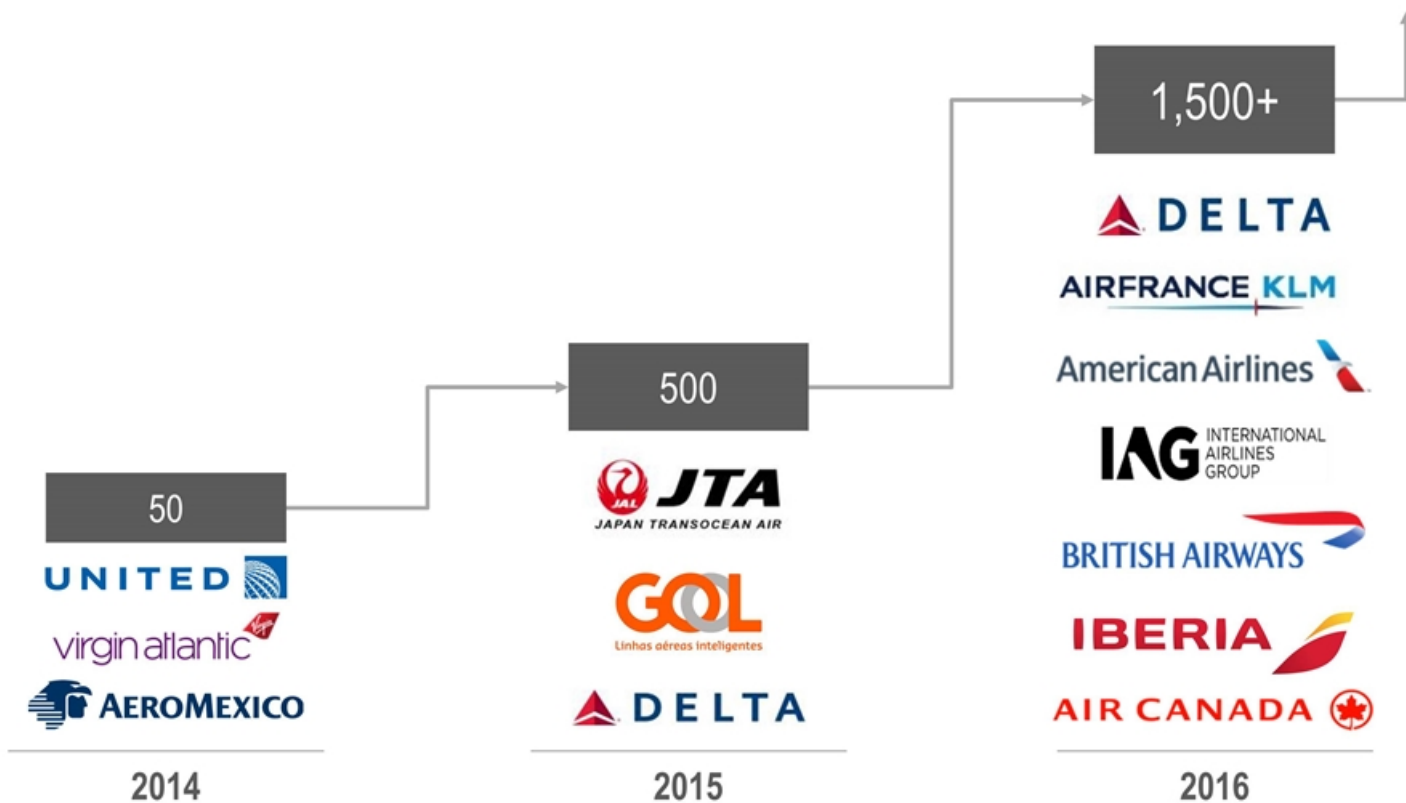 1,500+
DELTA
AIRFRANCE KLM
American Airlines
IAG INTERNATIONAL
AIRLINES
GROUP
BRITISH AIRWAYS
IBERIA
AIR CANADA
2016
500
JAL
JTA
JAPAN TRANSOCEAN AIR
GOL
Linhas aéreas inteligentes
DELTA
2015
50
UNITED
virgin atlantic
Virgin
AEROMEXICO
2014